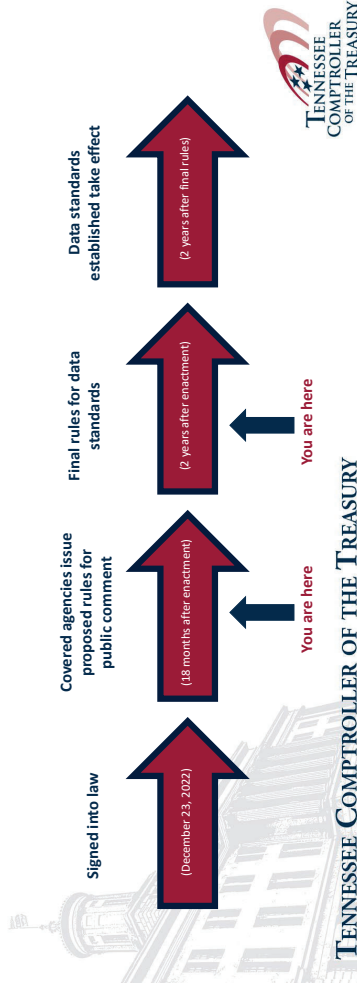 Signed into law
(December 23, 2022)
Covered agencies issue
proposed rules for
public comment
(18 months after enactment)
You are here
Final rules for data
standards
(2 years after enactment)
You are here
Data standards
established take effect
(2 years after final rules)
TENNESSEE COMPTROLLER OF THE TREASURY
TENNESSEE
COMPTROLLER
OF THE TREASURY